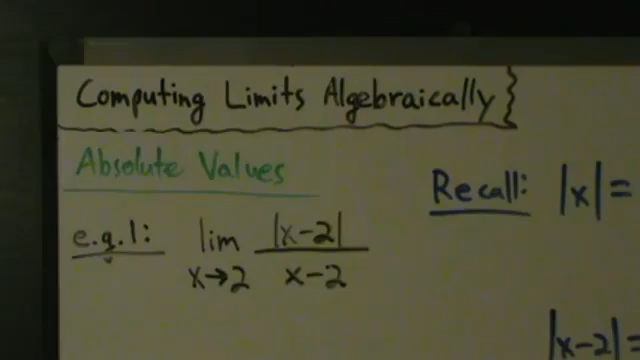 Computing Limits Algebraically
Absolute Values
Recall: |x| =
e.g.1: lim x→2 |x-2| / x-2
|x-2| =